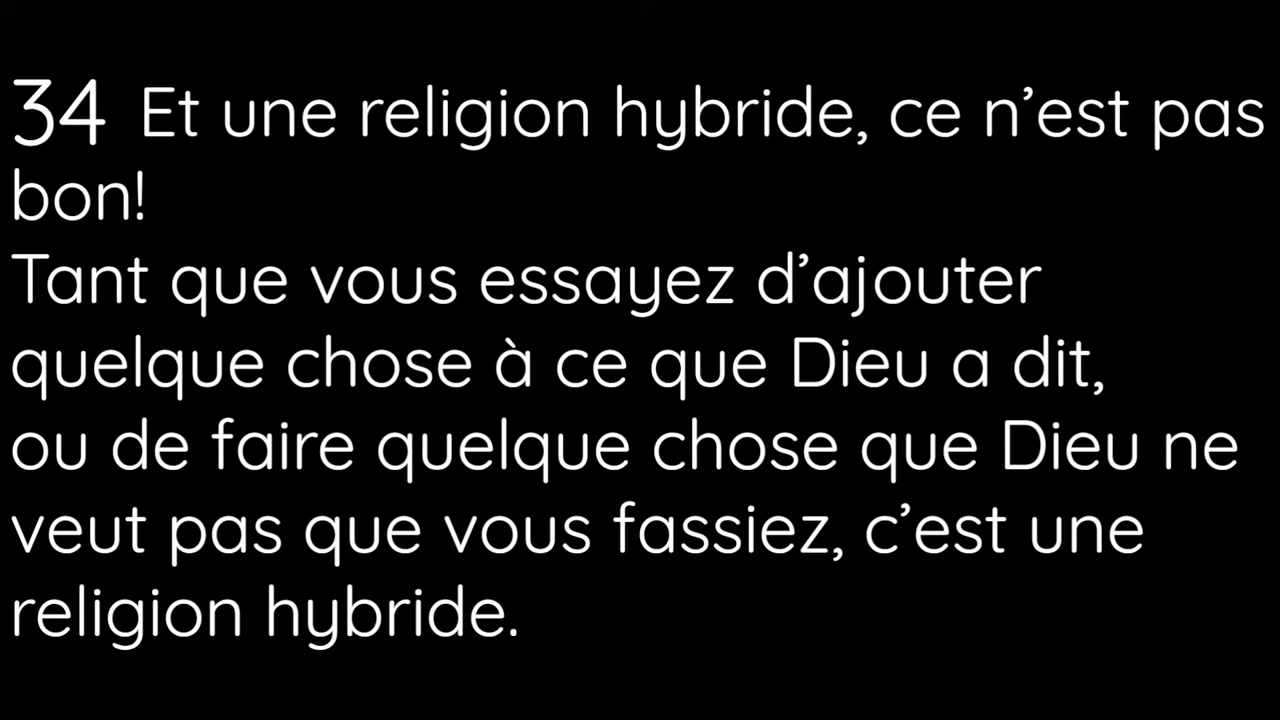 34 Et une religion hybride, ce n’est pas
bon!
Tant que vous essayez d’ajouter
quelque chose à ce que Dieu a dit,
ou de faire quelque chose que Dieu ne
veut pas que vous fassiez, c’est une
religion hybride.